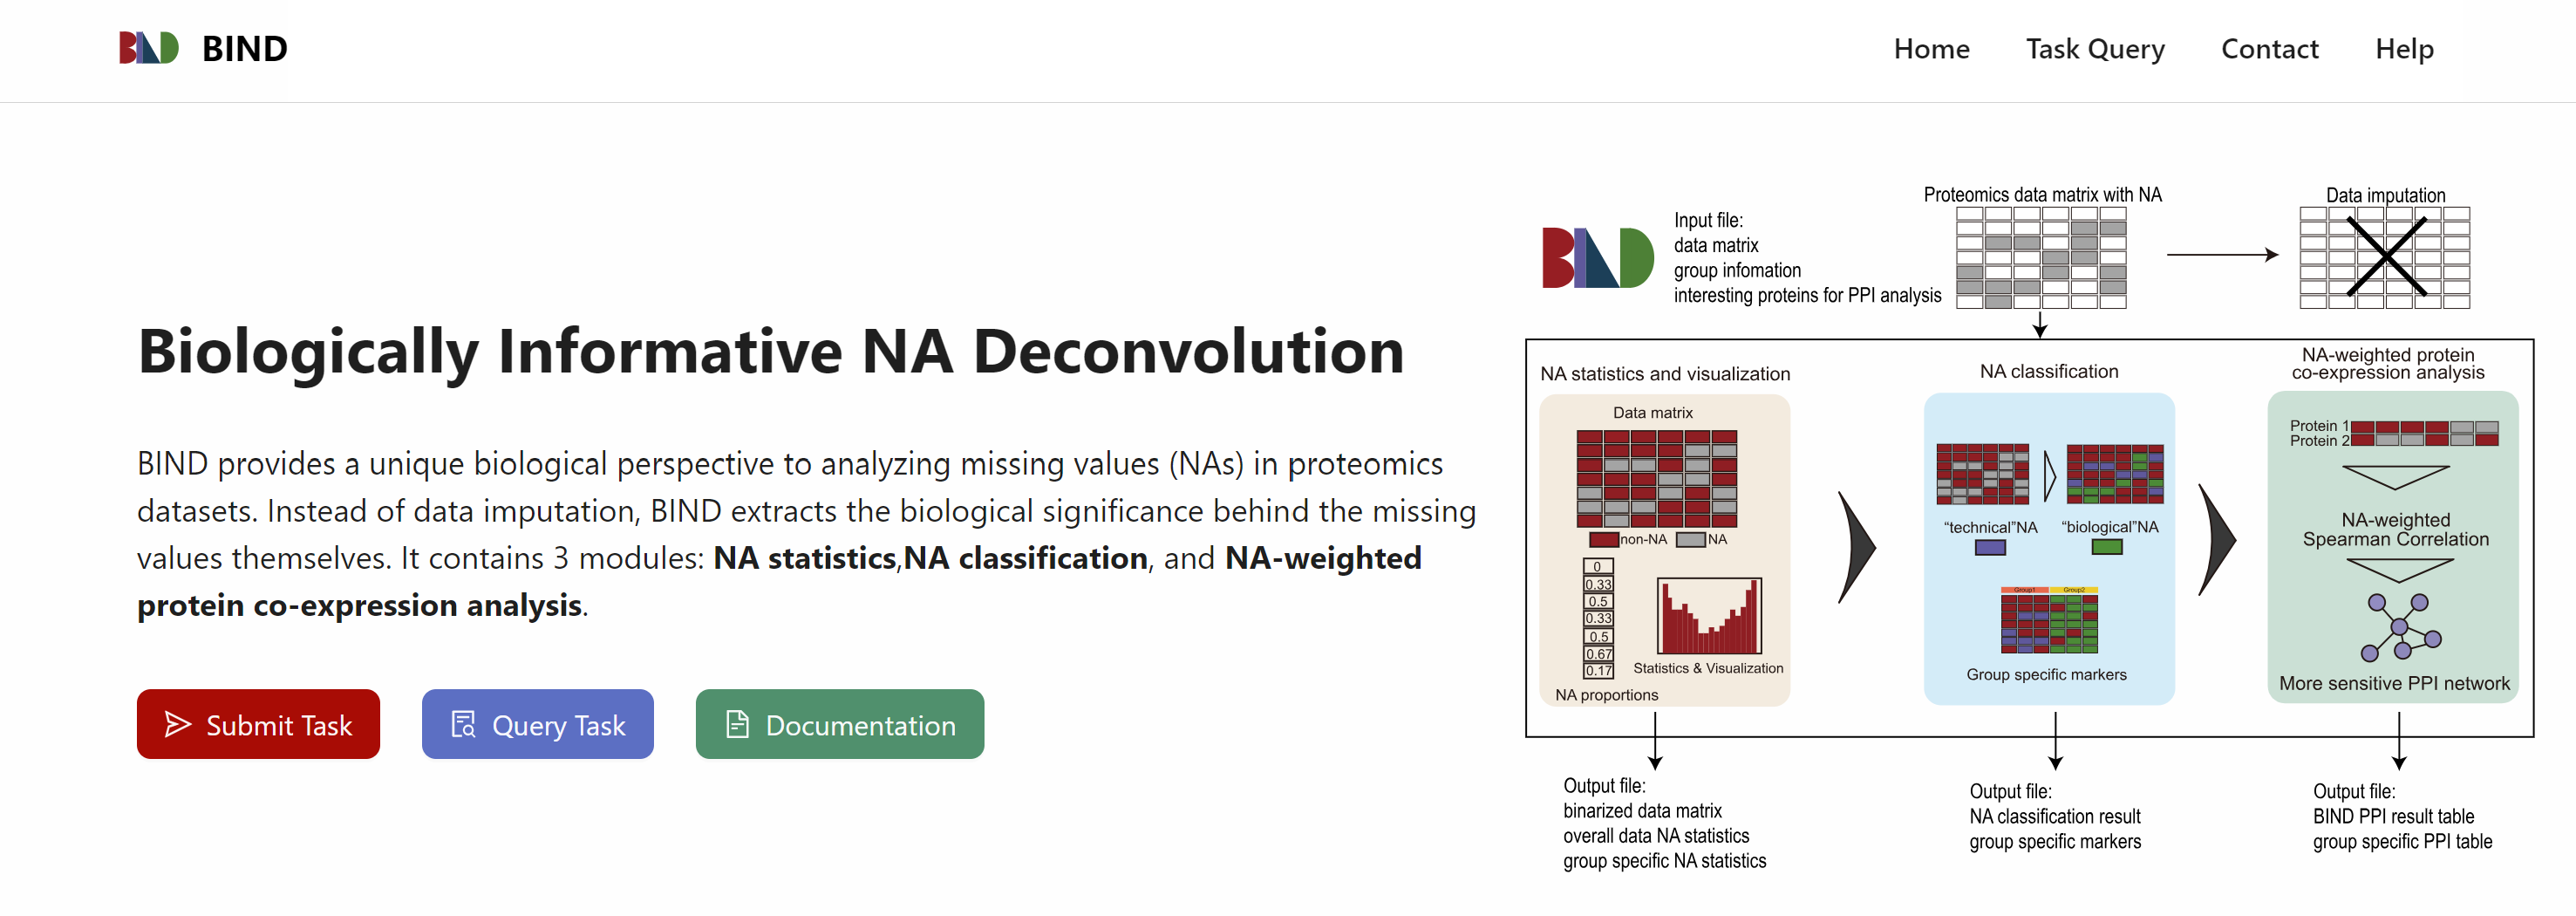 BIND BIND
Home Task Query Contact Help
Biologically Informative NA Deconvolution
BIND provides a unique biological perspective to analyzing missing values (NAs) in proteomics
datasets. Instead of data imputation, BIND extracts the biological significance behind the missing
values themselves. It contains 3 modules: NA statistics,NA classification, and NA-weighted
protein co-expression analysis.
Submit Task
Query Task
Documentation
BIND
Input file:
data matrix
group infomation
interesting proteins for PPI analysis
Proteomics data matrix with NA
Data imputation
NA statistics and visualization
Data matrix
non-NA
NA
0
0.33
0.5
0.33
0.5
0.67
0.17
NA proportions
Statistics & Visualization
NA classification
“technical”NA
“biological”NA
Group1
Group2
Group specific markers
NA-weighted protein
co-expression analysis
Protein 1
Protein 2
NA-weighted
Spearman Correlation
More sensitive PPI network
Output file:
binarized data matrix
overall data NA statistics
group specific NA statistics
Output file:
NA classification result
group specific markers
Output file:
BIND PPI result table
group specific PPI table